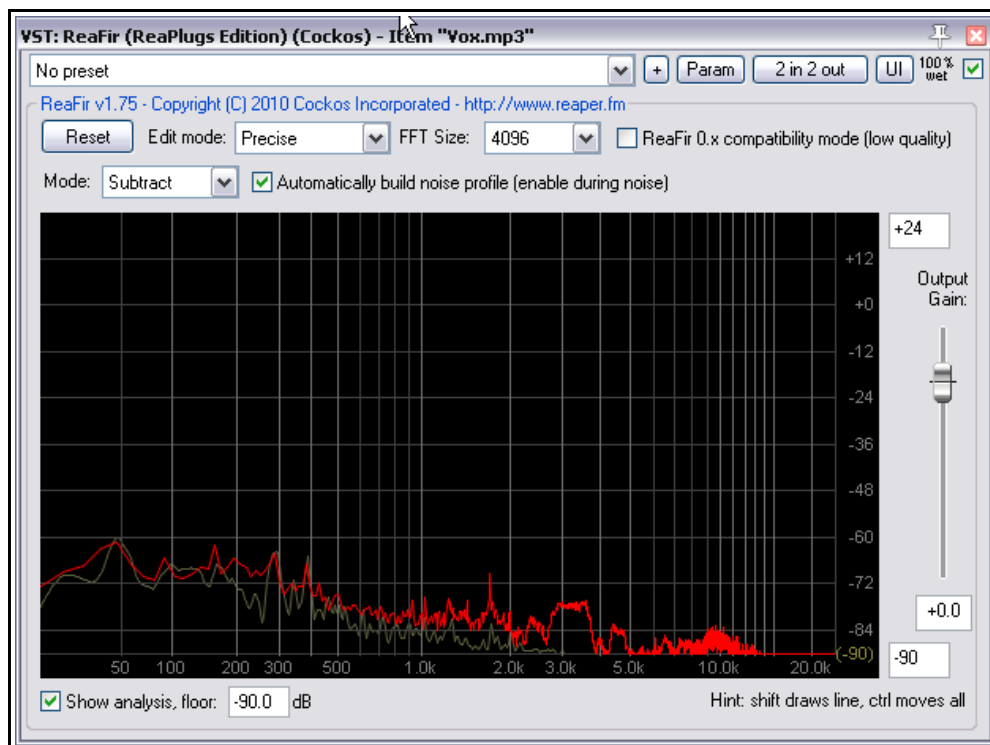 VST: ReaFir (ReaPlugs Edition) (Cockos) - Item "Vox.mp3"
No preset + Param 2 in 2 out UI 100% wet
ReaFir v1.75 - Copyright (C) 2010 Cockos Incorporated - http://www.reaper.fm
Reset Edit mode: Precise FFT Size: 4096 ReaFir 0.x compatibility mode (low quality)
Mode: Subtract Automatically build noise profile (enable during noise)
+24
+12
Output
Gain:
+0
-12
-24
-36
-48
-60
-72
+0.0
-84
(-90)
-90
50 100 200 300 500 1.0k 2.0k 3.0k 5.0k 10.0k 20.0k
Show analysis, floor: -90.0 dB Hint: shift draws line, ctrl moves all